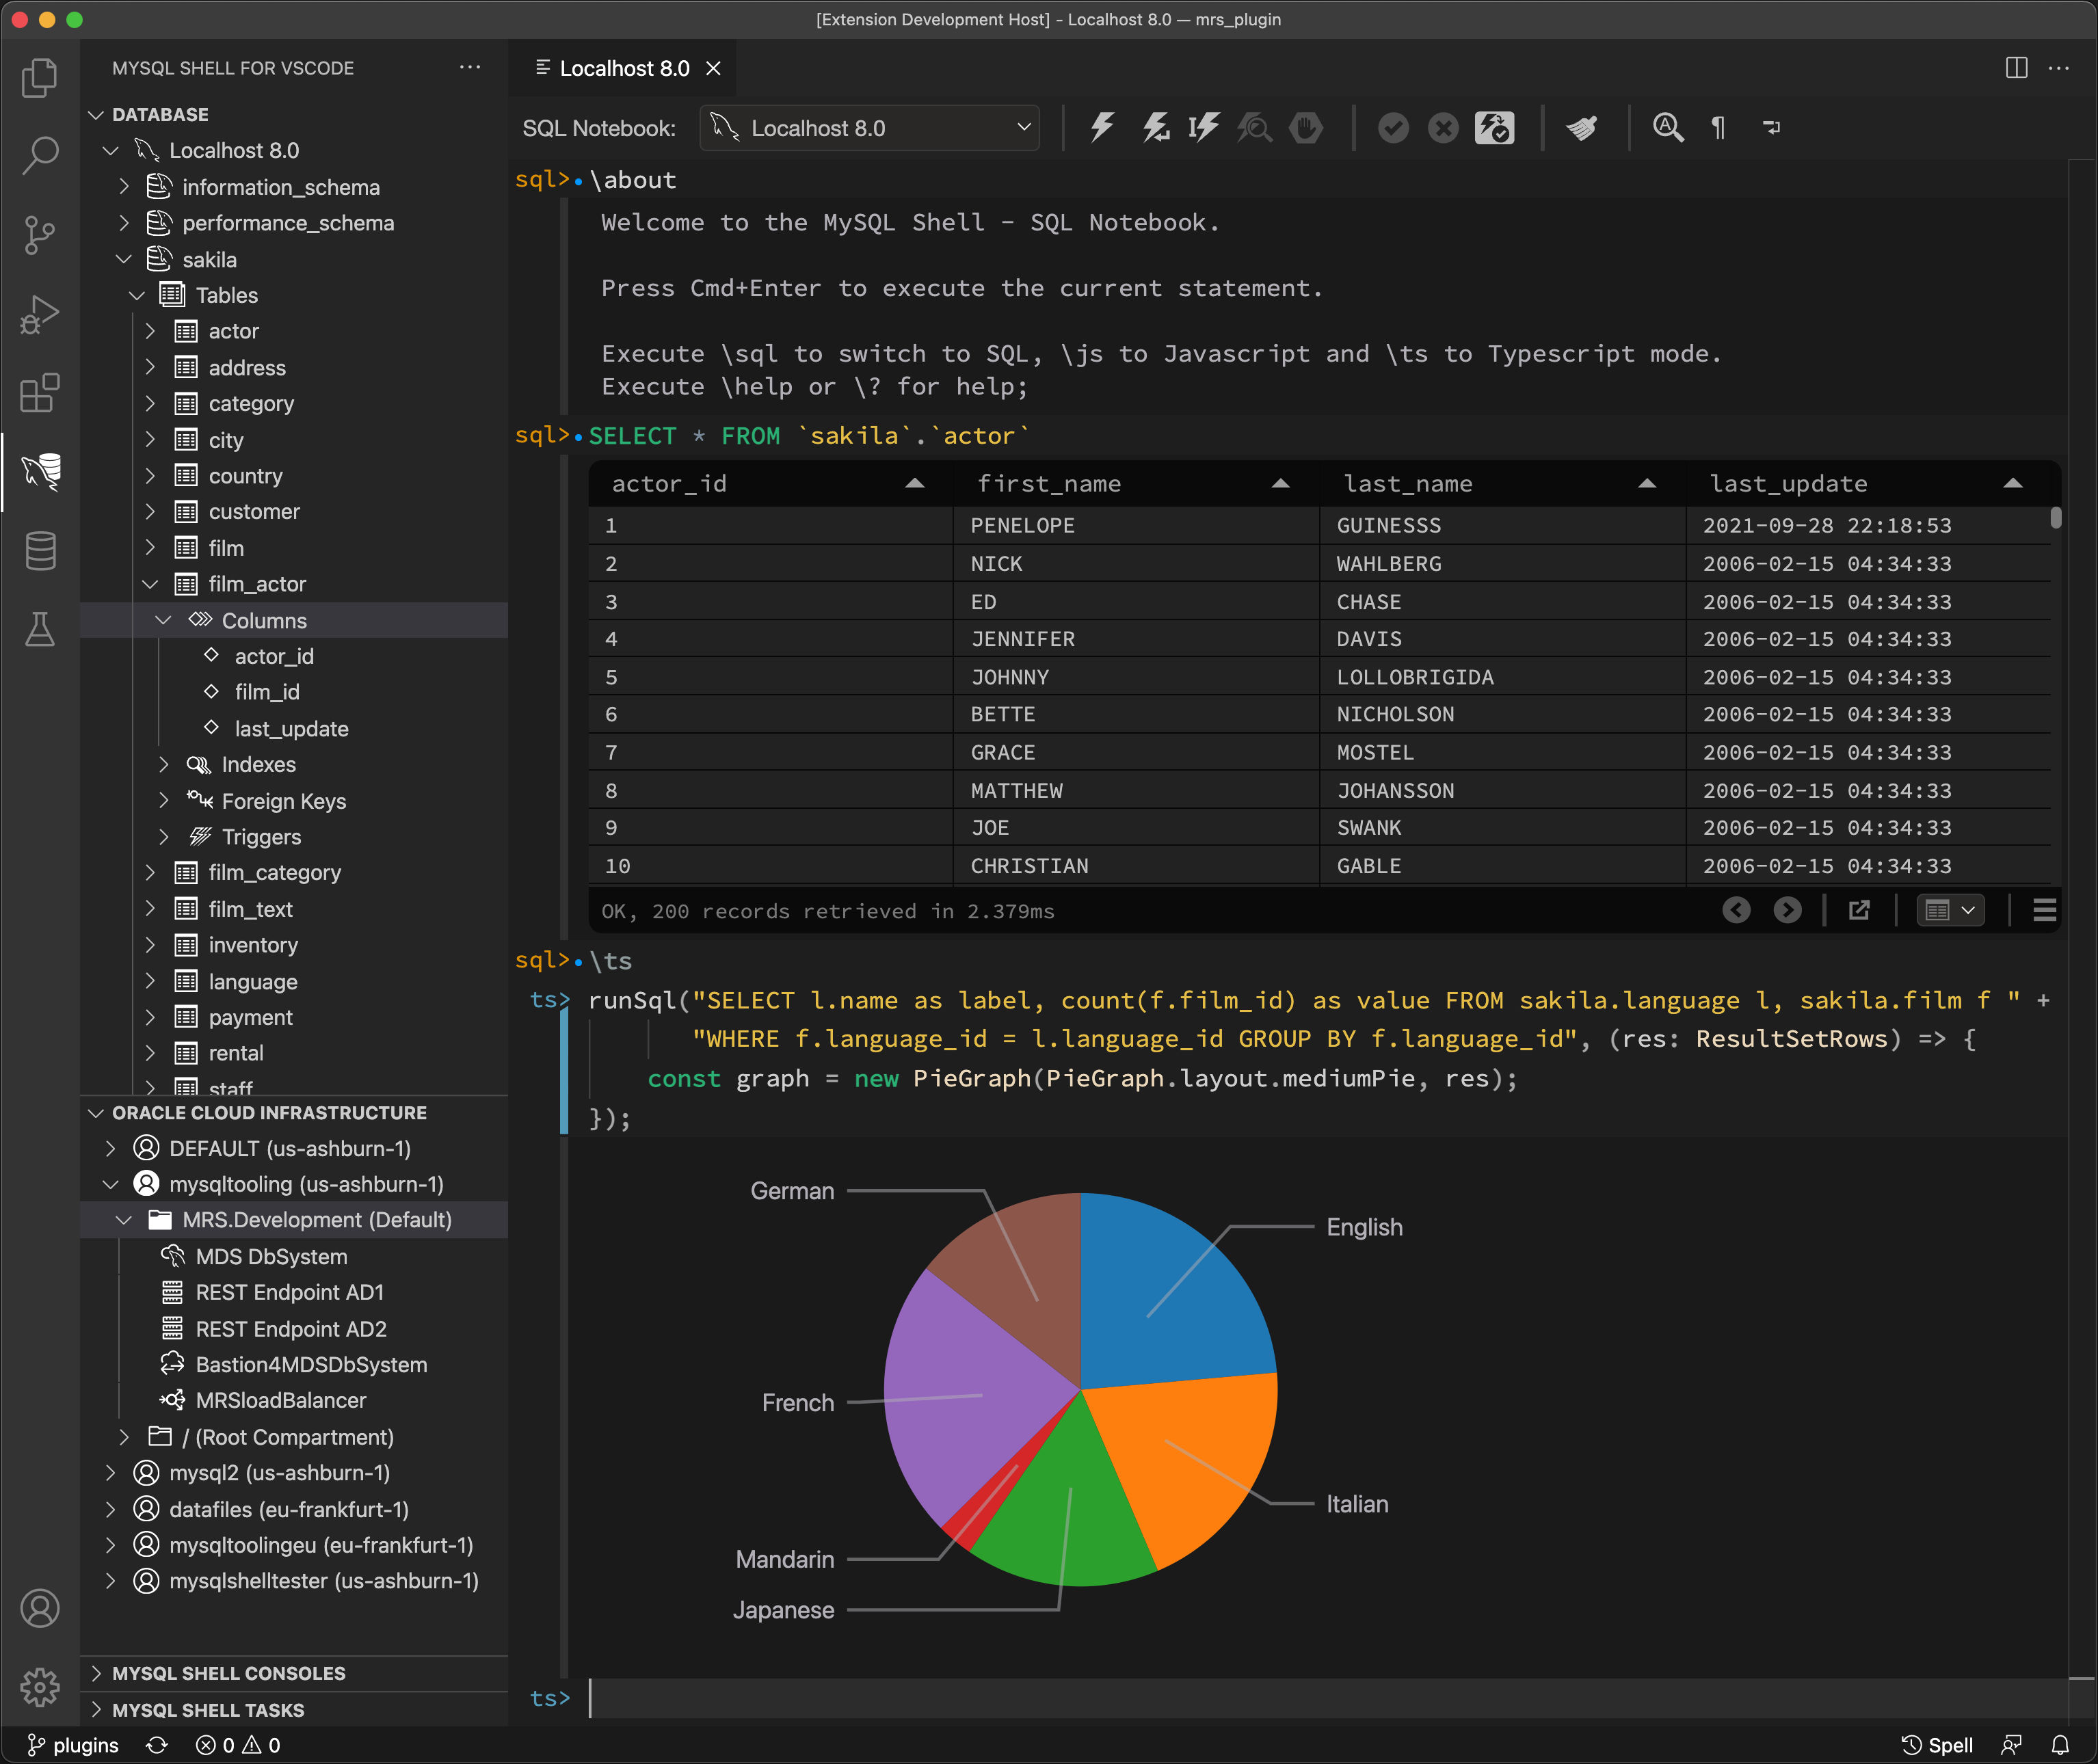 [Extension Development Host] - Localhost 8.0 — mrs_plugin
MYSQL SHELL FOR VSCODE
DATABASE
Localhost 8.0
information_schema
performance_schema
sakila
Tables
actor
address
category
city
country
customer
film
film_actor
Columns
actor_id
film_id
last_update
Indexes
Foreign Keys
Triggers
film_category
film_text
inventory
language
payment
rental
staff
ORACLE CLOUD INFRASTRUCTURE
DEFAULT (us-ashburn-1)
mysqltooling (us-ashburn-1)
MRS.Development (Default)
MDS DbSystem
REST Endpoint AD1
REST Endpoint AD2
Bastion4MDSDbSystem
MRSloadBalancer
/ (Root Compartment)
mysql2 (us-ashburn-1)
datafiles (eu-frankfurt-1)
mysqltoolingeu (eu-frankfurt-1)
mysqlshelltester (us-ashburn-1)
MYSQL SHELL CONSOLES
MYSQL SHELL TASKS
Localhost 8.0
SQL Notebook: Localhost 8.0
sql> \about
Welcome to the MySQL Shell - SQL Notebook.
Press Cmd+Enter to execute the current statement.
Execute \sql to switch to SQL, \js to Javascript and \ts to Typescript mode.
Execute \help or \? for help;
sql> SELECT * FROM `sakila`.`actor`
actor_id first_name last_name last_update
1 PENELOPE GUINESSS 2021-09-28 22:18:53
2 NICK WAHLBERG 2006-02-15 04:34:33
3 ED CHASE 2006-02-15 04:34:33
4 JENNIFER DAVIS 2006-02-15 04:34:33
5 JOHNNY LOLLOBRIGIDA 2006-02-15 04:34:33
6 BETTE NICHOLSON 2006-02-15 04:34:33
7 GRACE MOSTEL 2006-02-15 04:34:33
8 MATTHEW JOHANSSON 2006-02-15 04:34:33
9 JOE SWANK 2006-02-15 04:34:33
10 CHRISTIAN GABLE 2006-02-15 04:34:33
OK, 200 records retrieved in 2.379ms
sql> \ts
ts> runSql("SELECT l.name as label, count(f.film_id) as value FROM sakila.language l, sakila.film f " +
"WHERE f.language_id = l.language_id GROUP BY f.language_id", (res: ResultSetRows) => {
const graph = new PieGraph(PieGraph.layout.mediumPie, res);
});
German
English
French
Italian
Mandarin
Japanese
ts>
plugins 0 0 Spell